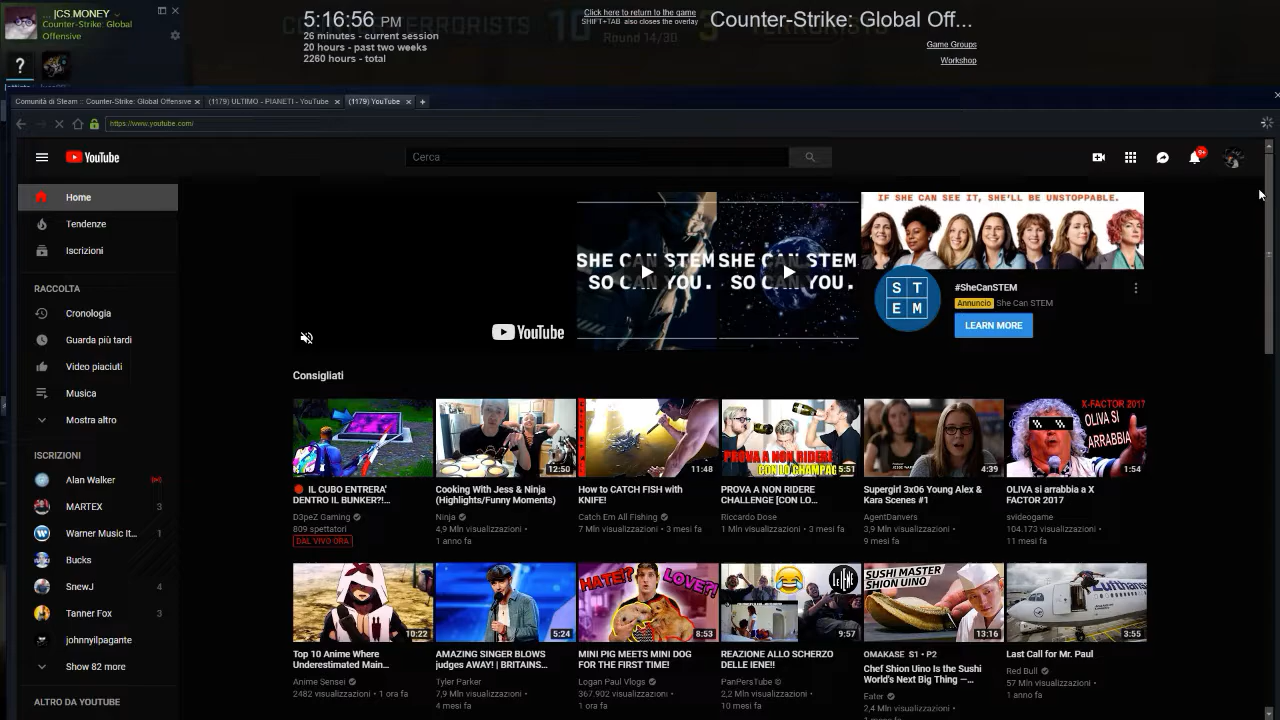 ... |CS.MONEY
Counter-Strike: Global
Offensive
5:16:56 PM
26 minutes - current session
20 hours - past two weeks
2260 hours - total
Click here to return to the game
SHIFT+TAB also closes the overlay
Round 14/30
Counter-Strike: Global Off...
Game Groups
Workshop
Comunità di Steam :: Counter-Strike: Global Offensive
(1179) ULTIMO - PIANETI - YouTube
(1179) YouTube
https://www.youtube.com/
YouTube
Cerca
9+
Home
Tendenze
Iscrizioni
RACCOLTA
Cronologia
Guarda più tardi
Video piaciuti
Musica
Mostra altro
ISCRIZIONI
Alan Walker
MARTEX 3
Warner Music It... 1
Bucks
SnewJ 4
Tanner Fox 3
johnnyilpagante
Show 82 more
ALTRO DA YOUTUBE
YouTube
SHE CAN STEM
SO CAN YOU.
SHE CAN STEM
SO CAN YOU.
IF SHE CAN SEE IT, SHE'LL BE UNSTOPPABLE.
ST
EM
#SheCanSTEM
Annuncio She Can STEM
LEARN MORE
Consigliati
IL CUBO ENTRERA'
DENTRO IL BUNKER?!...
D3peZ Gaming
809 spettatori
DAL VIVO ORA
12:50
Cooking With Jess & Ninja
(Highlights/Funny Moments)
Ninja
4,9 Mln visualizzazioni •
1 anno fa
11:48
How to CATCH FISH with
KNIFE!
Catch Em All Fishing
7 Mln visualizzazioni • 3 mesi fa
PROVA A NON RIDERE
CON LO CHAMPAG
5:51
PROVA A NON RIDERE
CHALLENGE [CON LO...
Riccardo Dose
1 Mln visualizzazioni • 3 mesi fa
4:39
Supergirl 3x06 Young Alex &
Kara Scenes #1
AgentDanvers
3,9 Mln visualizzazioni •
9 mesi fa
X-FACTOR 2017
OLIVA SI
ARRABBIA
1:54
OLIVA si arrabbia a X
FACTOR 2017
svideogame
104.173 visualizzazioni •
11 mesi fa
10:22
Top 10 Anime Where
Underestimated Main...
Anime Sensei
2482 visualizzazioni • 1 ora fa
5:24
AMAZING SINGER BLOWS
judges AWAY! | BRITAINS...
Tyler Parker
7,9 Mln visualizzazioni •
4 mesi fa
HATE!?
LOVE?!
8:53
MINI PIG MEETS MINI DOG
FOR THE FIRST TIME!
Logan Paul Vlogs
367.902 visualizzazioni •
1 ora fa
LE IENE
9:57
REAZIONE ALLO SCHERZO
DELLE IENE!!
PanPersTube
2,2 Mln visualizzazioni •
10 mesi fa
SUSHI MASTER
SHION UINO
13:16
OMAKASE S1 • P2
Chef Shion Uino Is the Sushi
World's Next Big Thing —...
Eater
2,4 Mln visualizzazioni •
Lufthans
3:55
Last Call for Mr. Paul
Red Bull
57 Mln visualizzazioni •
1 anno fa